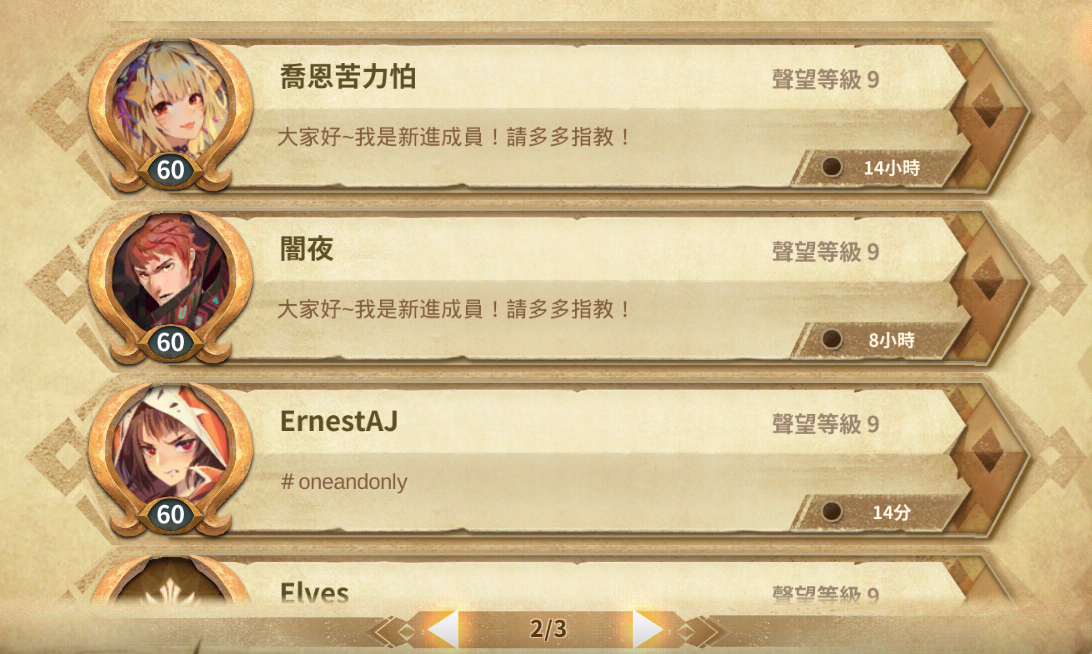 喬恩苦力怕
聲望等級 9
大家好~我是新進成員！請多多指教！
60
14小時
闇夜
聲望等級 9
大家好~我是新進成員！請多多指教！
60
8小時
ErnestAJ
聲望等級 9
# oneandonly
60
14分
Elves
聲望等級 9
2/3